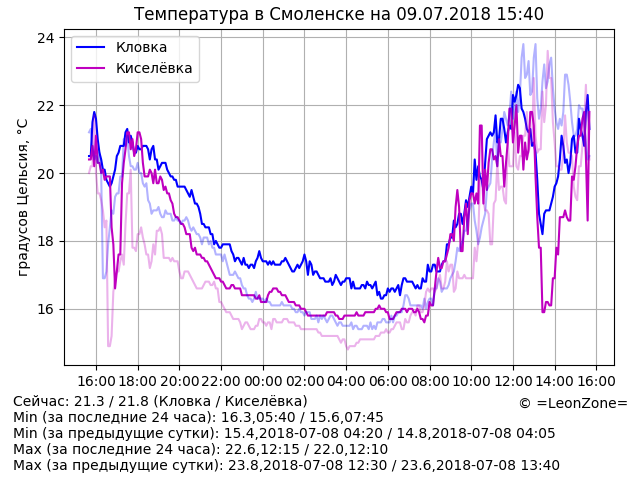 Температура в Смоленске на 09.07.2018 15:40
Кловка
Киселёвка
градусов Цельсия, °C
24
22
20
18
16
16:00 18:00 20:00 22:00 00:00 02:00 04:00 06:00 08:00 10:00 12:00 14:00 16:00
© =LeonZone=
Сейчас: 21.3 / 21.8 (Кловка / Киселёвка)
Min (за последние 24 часа): 16.3,05:40 / 15.6,07:45
Min (за предыдущие сутки): 15.4,2018-07-08 04:20 / 14.8,2018-07-08 04:05
Max (за последние 24 часа): 22.6,12:15 / 22.0,12:10
Max (за предыдущие сутки): 23.8,2018-07-08 12:30 / 23.6,2018-07-08 13:40